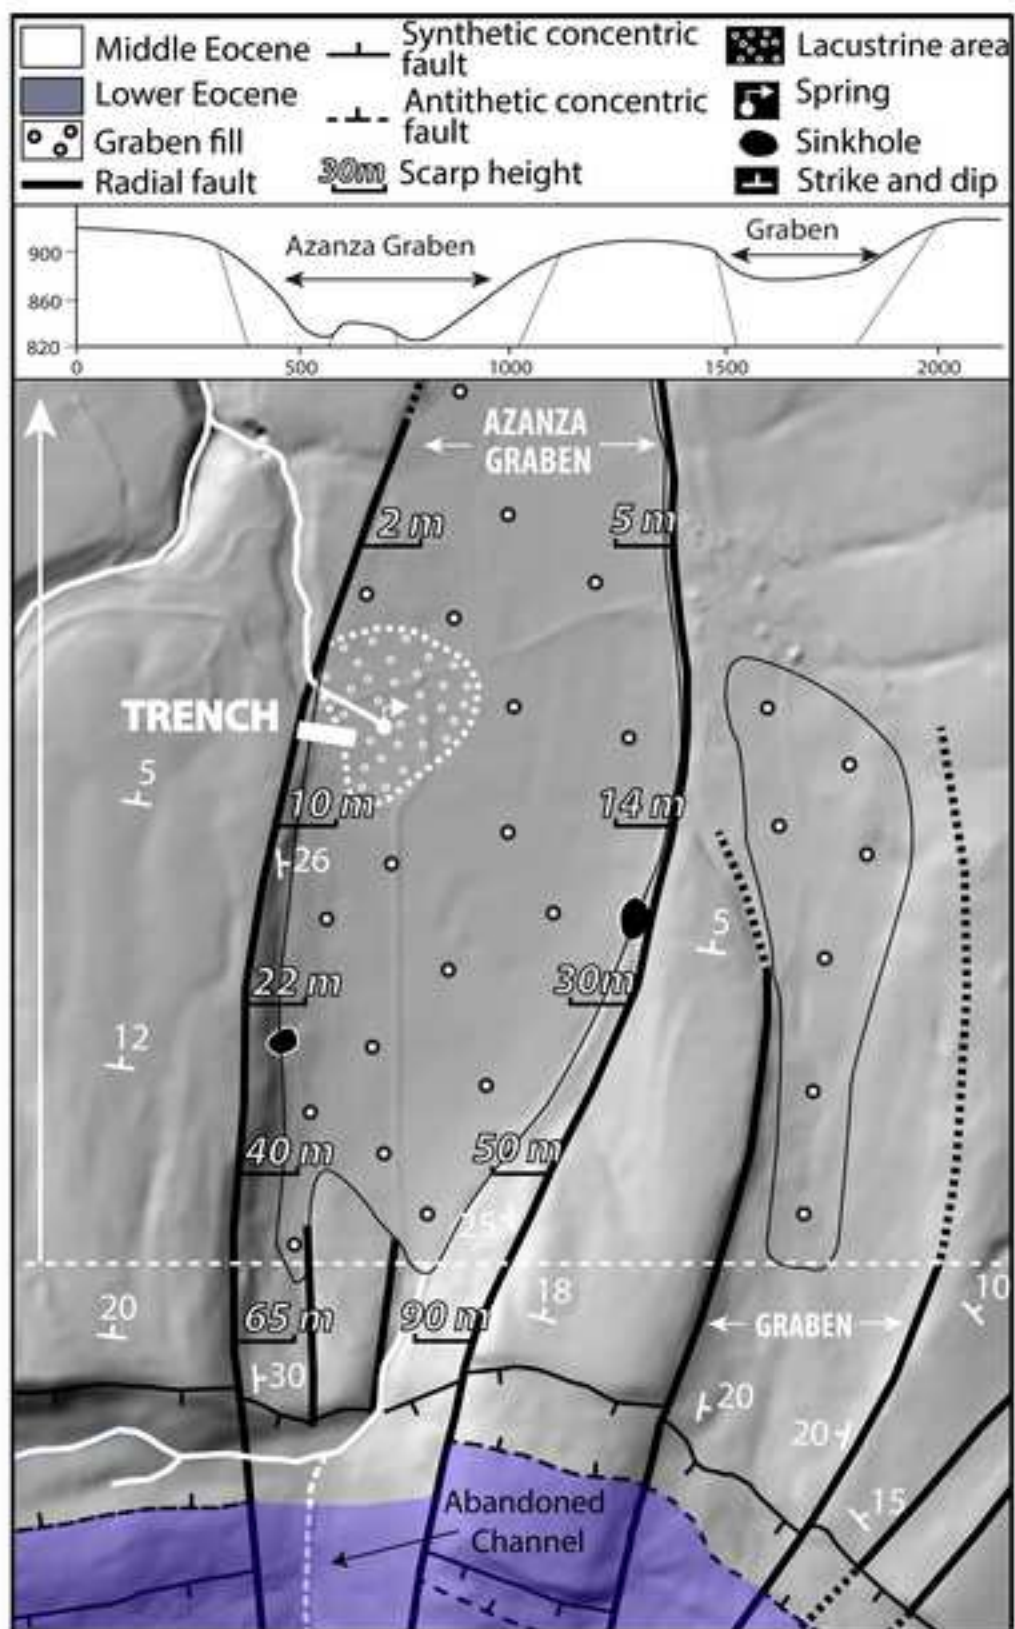 Middle Eocene
Lower Eocene
Graben fill
Radial fault
Synthetic concentric
fault
Antithetic concentric
fault
30m Scarp height
Lacustrine area
Spring
Sinkhole
Strike and dip
900
860
820
Azanza Graben
Graben
0 500 1000 1500 2000
AZANZA
GRABEN
2 m 5 m
TRENCH
5
10 m 14 m
26
5
22 m 30m
12
40 m 50 m
25
20 18 10
65 m 90 m GRABEN
30 20
20
15
Abandoned
Channel